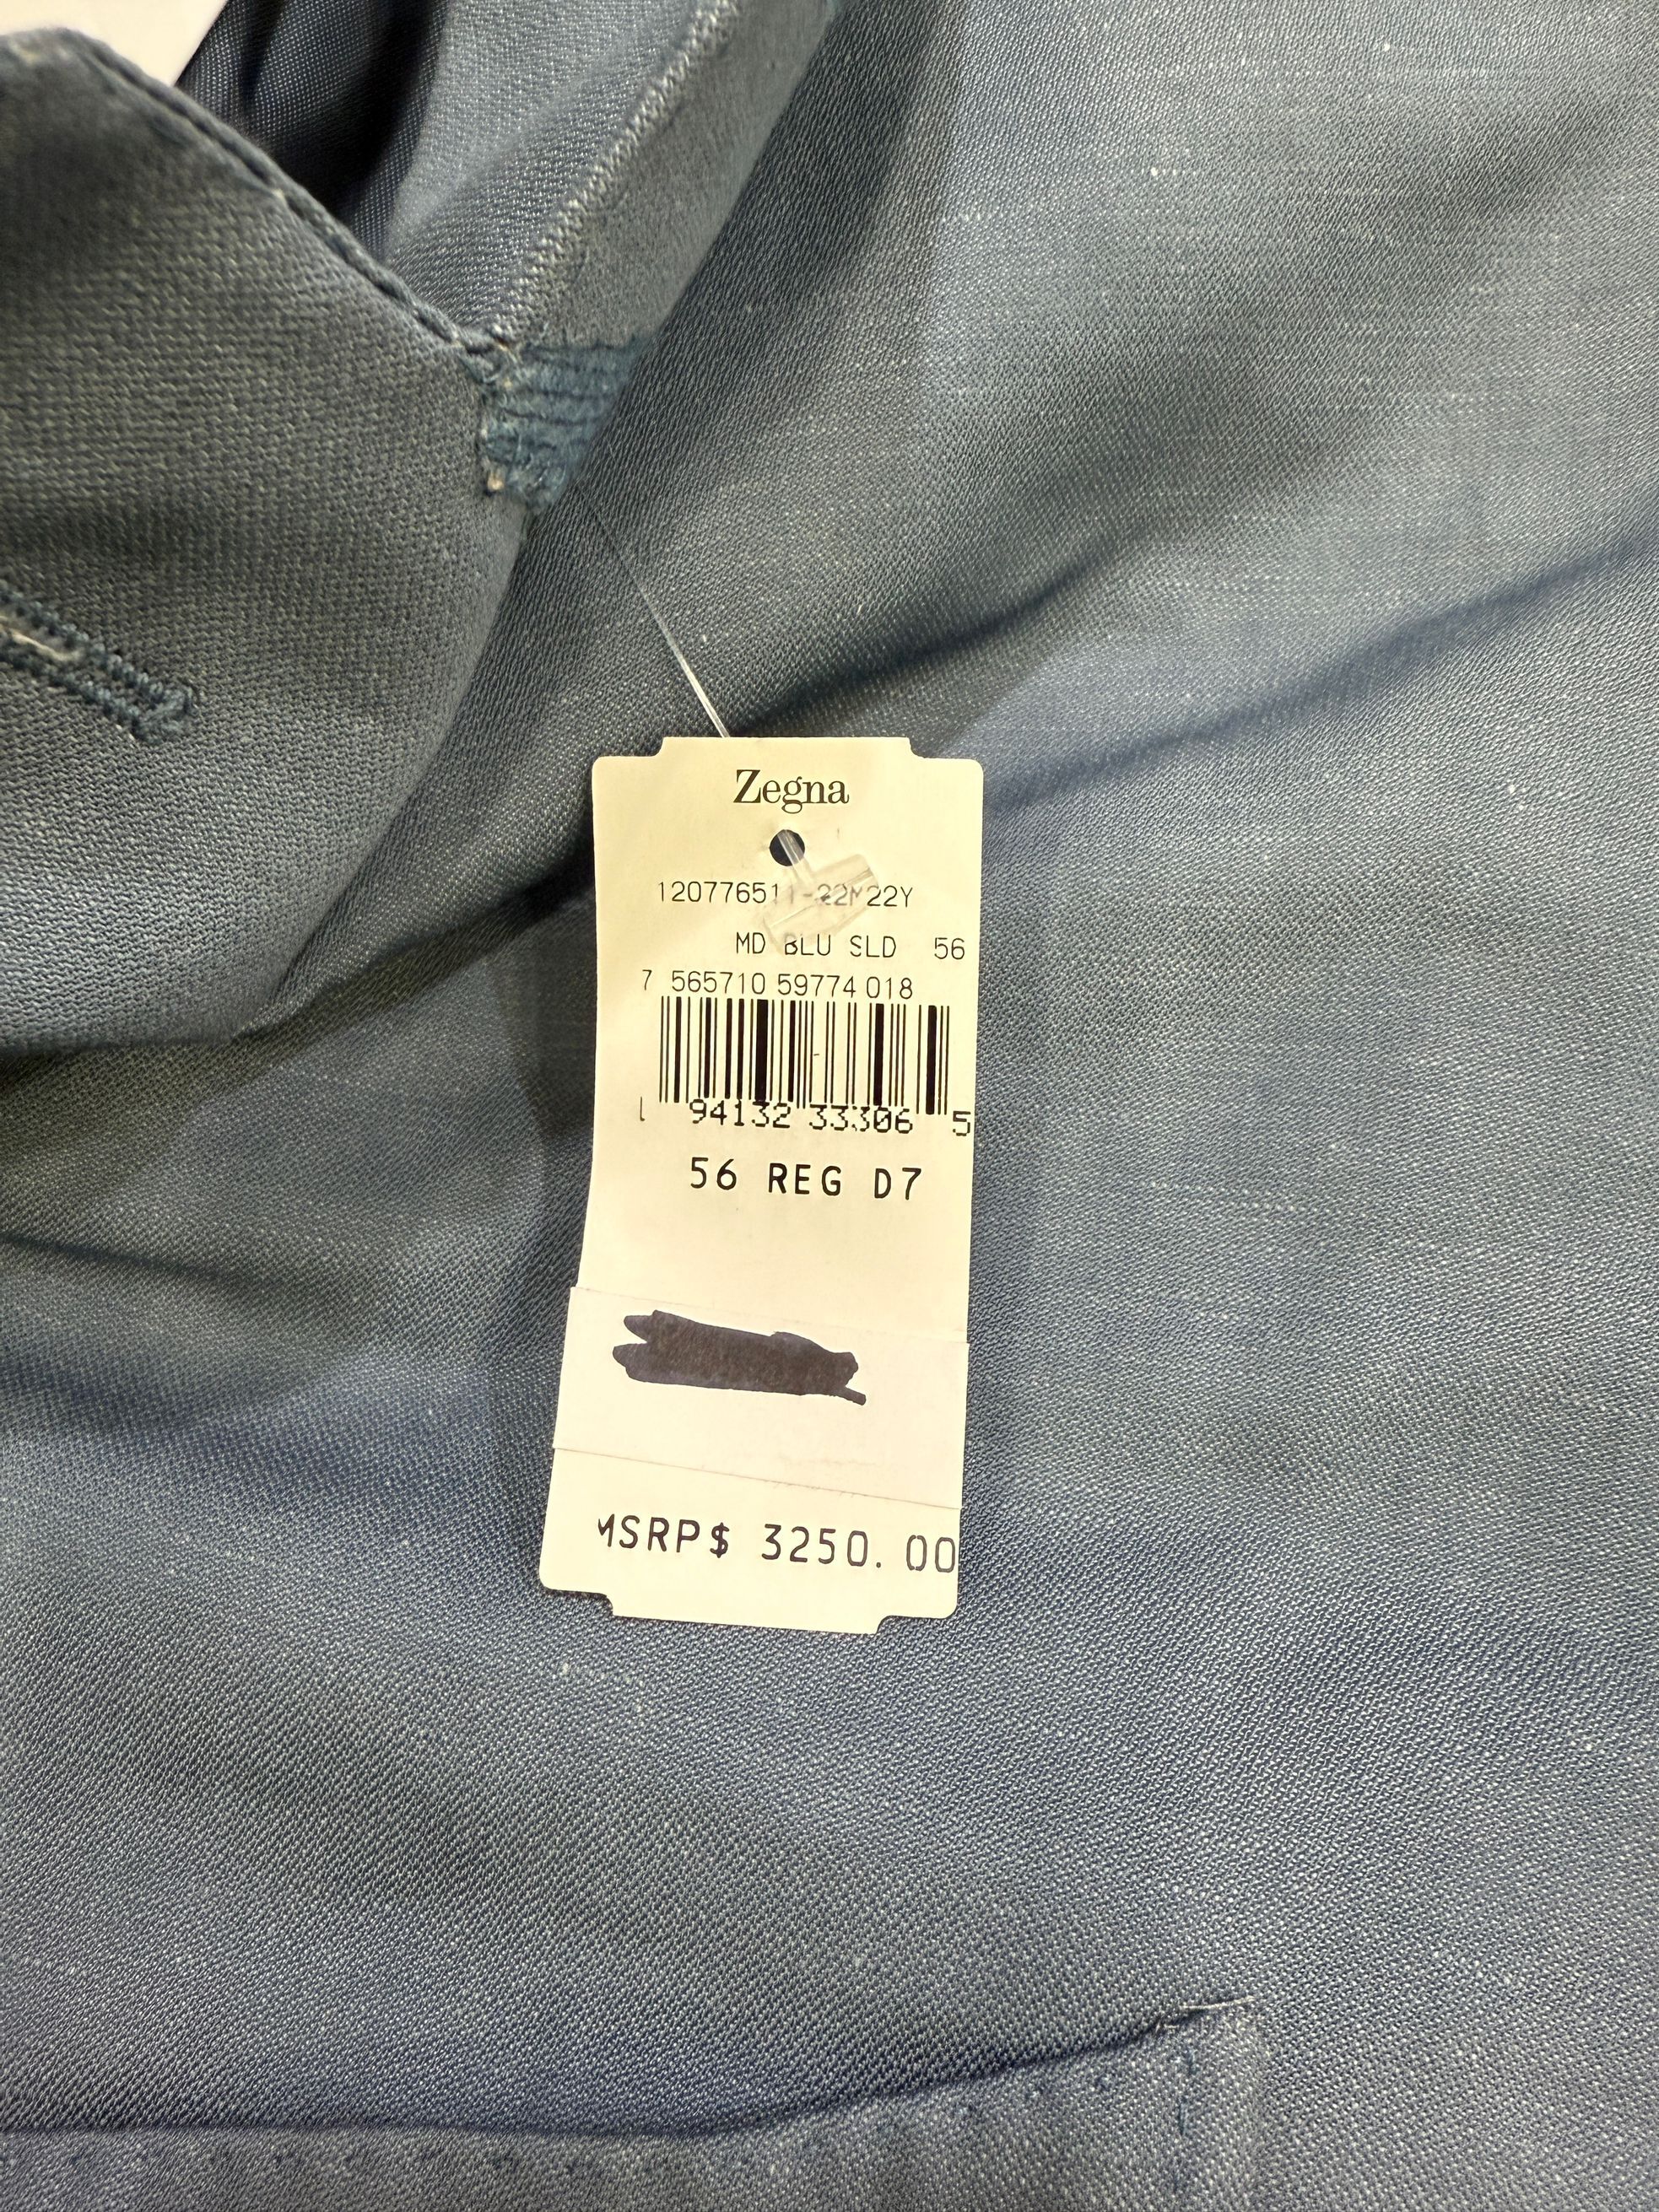 Zegna
120776511-22M22Y
MD BLU SLD 56
7 565710 59774 018
1 94132 33306 5
56 REG D7
MSRP$ 3250.00